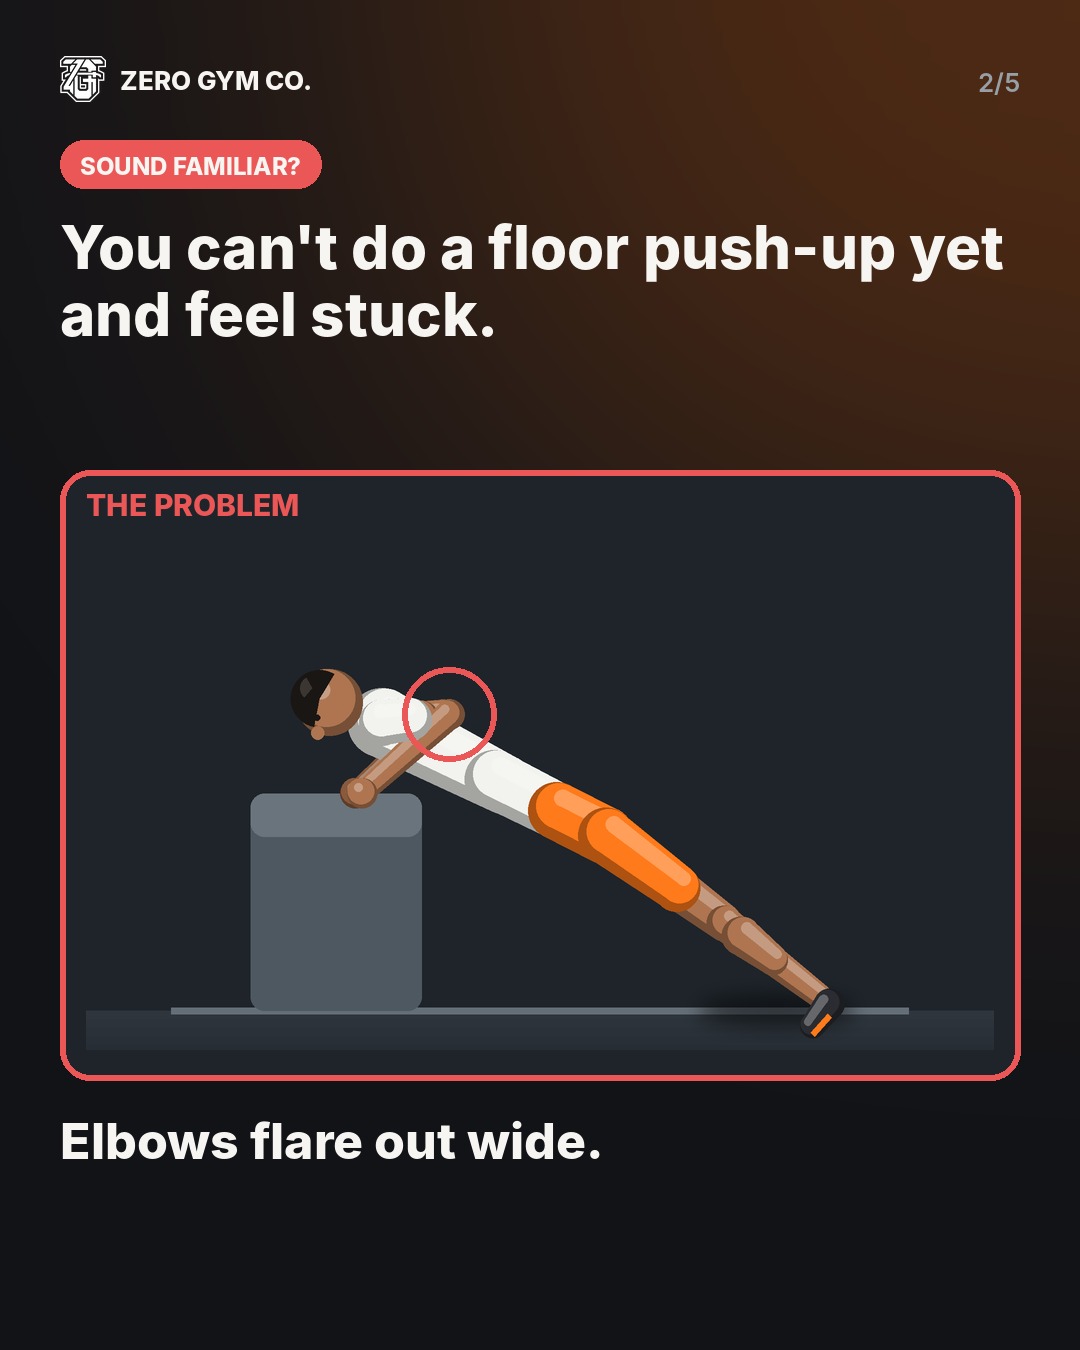 ZERO GYM CO.
2/5
SOUND FAMILIAR?
You can't do a floor push-up yet
and feel stuck.
THE PROBLEM
Elbows flare out wide.